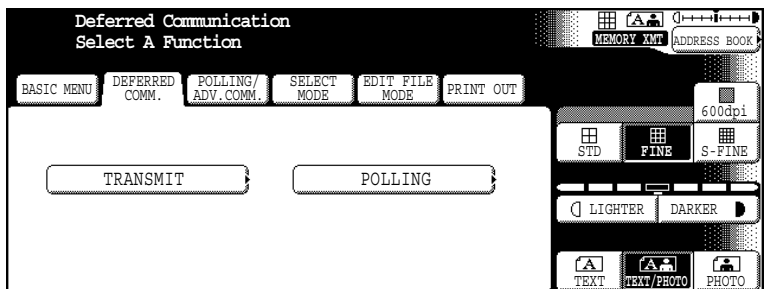 Deferred Communication
Select A Function
MEMORY XMT
ADDRESS BOOK
BASIC MENU
DEFERRED
COMM.
POLLING/
ADV.COMM.
SELECT
MODE
EDIT FILE
MODE
PRINT OUT
600dpi
STD
FINE
S-FINE
TRANSMIT
POLLING
LIGHTER
DARKER
A
TEXT
A
TEXT/PHOTO
PHOTO